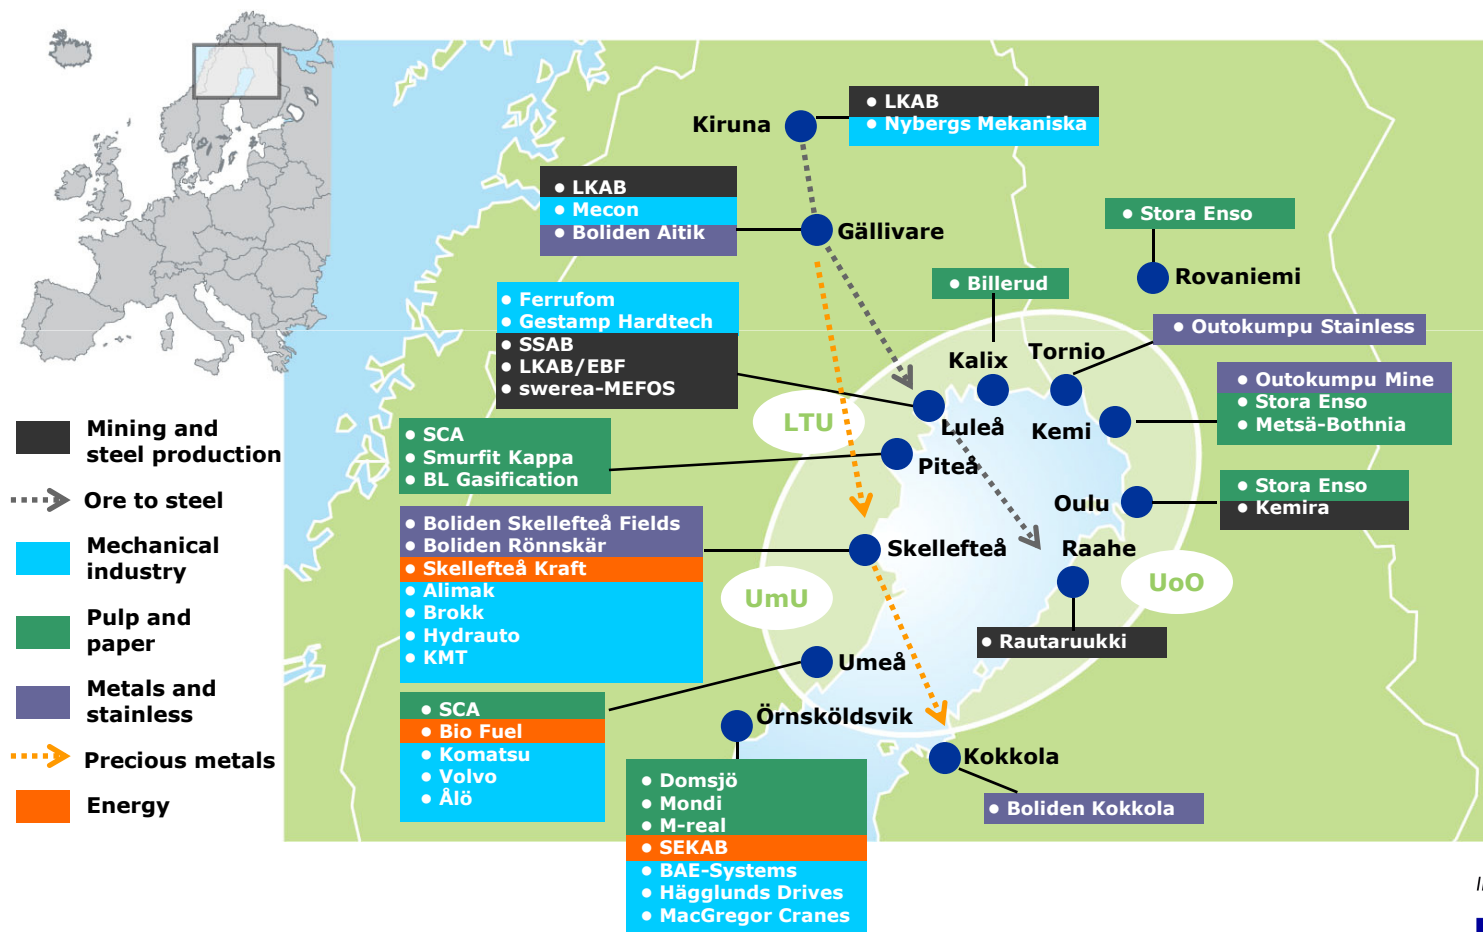 Kiruna
• LKAB
• Nybergs Mekaniska
• LKAB
• Mecon
• Boliden Aitik
Gällivare
• Stora Enso
Rovaniemi
• Billerud
Kalix
• Outokumpu Stainless
Tornio
• Ferrufom
• Gestamp Hardtech
• SSAB
• LKAB/EBF
• swerea-MEFOS
Luleå
• Outokumpu Mine
• Stora Enso
• Metsä-Bothnia
Kemi
LTU
• SCA
• Smurfit Kappa
• BL Gasification
Piteå
• Stora Enso
• Kemira
Oulu
• Boliden Skellefteå Fields
• Boliden Rönnskär
• Skellefteå Kraft
• Alimak
• Brokk
• Hydrauto
• KMT
Skellefteå
Raahe
• Rautaruukki
UmU
UoO
Umeå
• SCA
• Bio Fuel
• Komatsu
• Volvo
• Ålö
Örnsköldsvik
• Domsjö
• Mondi
• M-real
• SEKAB
• BAE-Systems
• Hägglunds Drives
• MacGregor Cranes
Kokkola
• Boliden Kokkola
Mining and
steel production
Ore to steel
Mechanical
industry
Pulp and
paper
Metals and
stainless
Precious metals
Energy